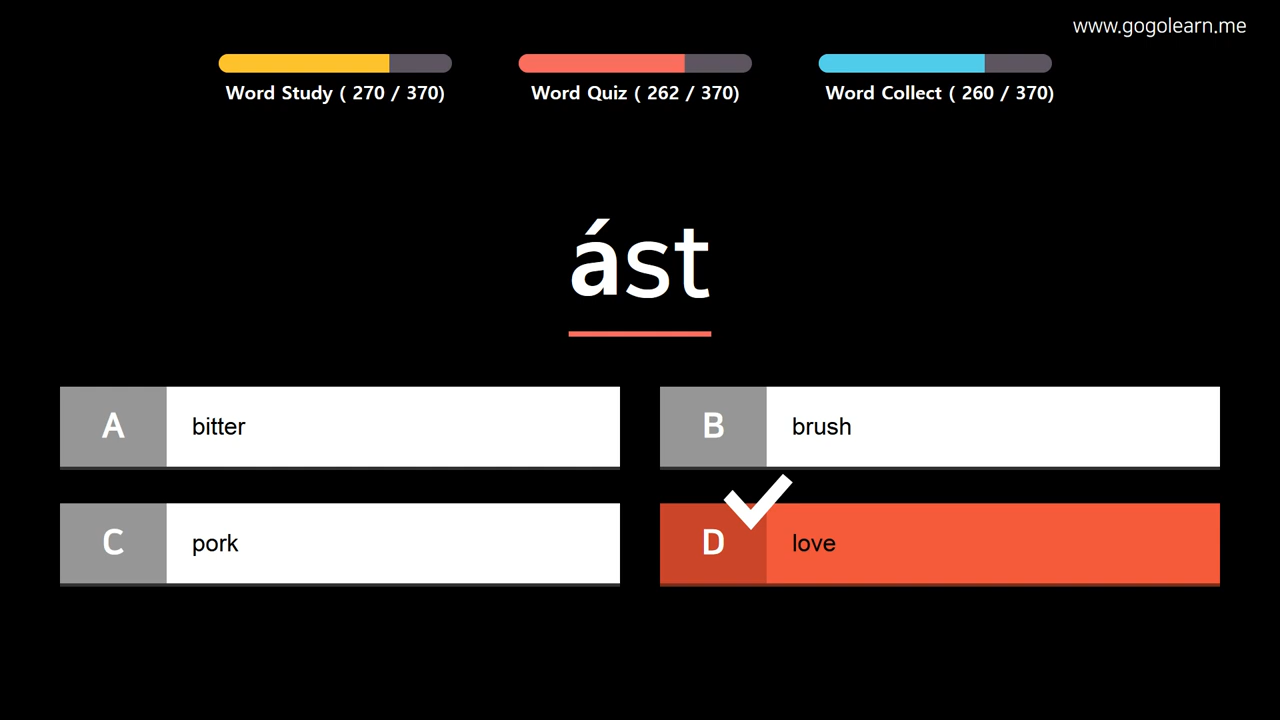 www.gogolearn.me
Word Study ( 270 / 370)
Word Quiz ( 262 / 370)
Word Collect ( 260 / 370)
ást
A bitter
B brush
C pork
D love